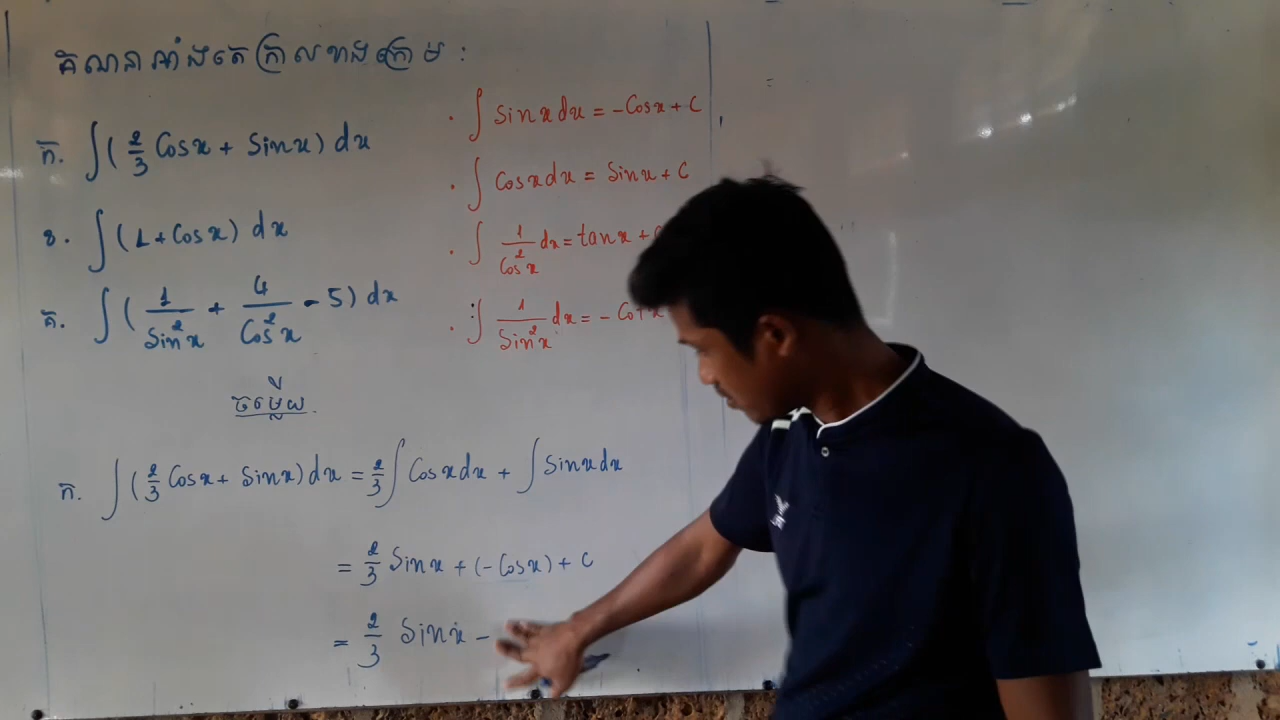 គណនាអាំងតេក្រាលខាងក្រោម :
ក. ∫(2/3 Cosx + Sinx) dx
ខ. ∫(1 + Cosx) dx
គ. ∫(1/Sin²x + 4/Cos²x - 5) dx
. ∫ Sinx dx = -Cosx + C
. ∫ Cosx dx = Sinx + C
. ∫ 1/Cos²x dx = tanx +
. ∫ 1/Sin²x dx = - Cotx
ចម្លើយ.
ក. ∫(2/3 Cosx + Sinx) dx = 2/3 ∫ Cosx dx + ∫ Sinx dx
= 2/3 Sinx + (-Cosx) + C
= 2/3 Sinx -